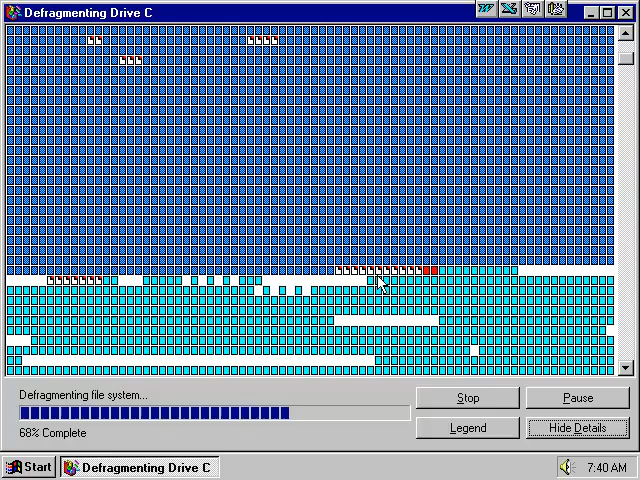 Defragmenting Drive C
Defragmenting file system...
68% Complete
Stop
Pause
Legend
Hide Details
Start
Defragmenting Drive C
7:40 AM